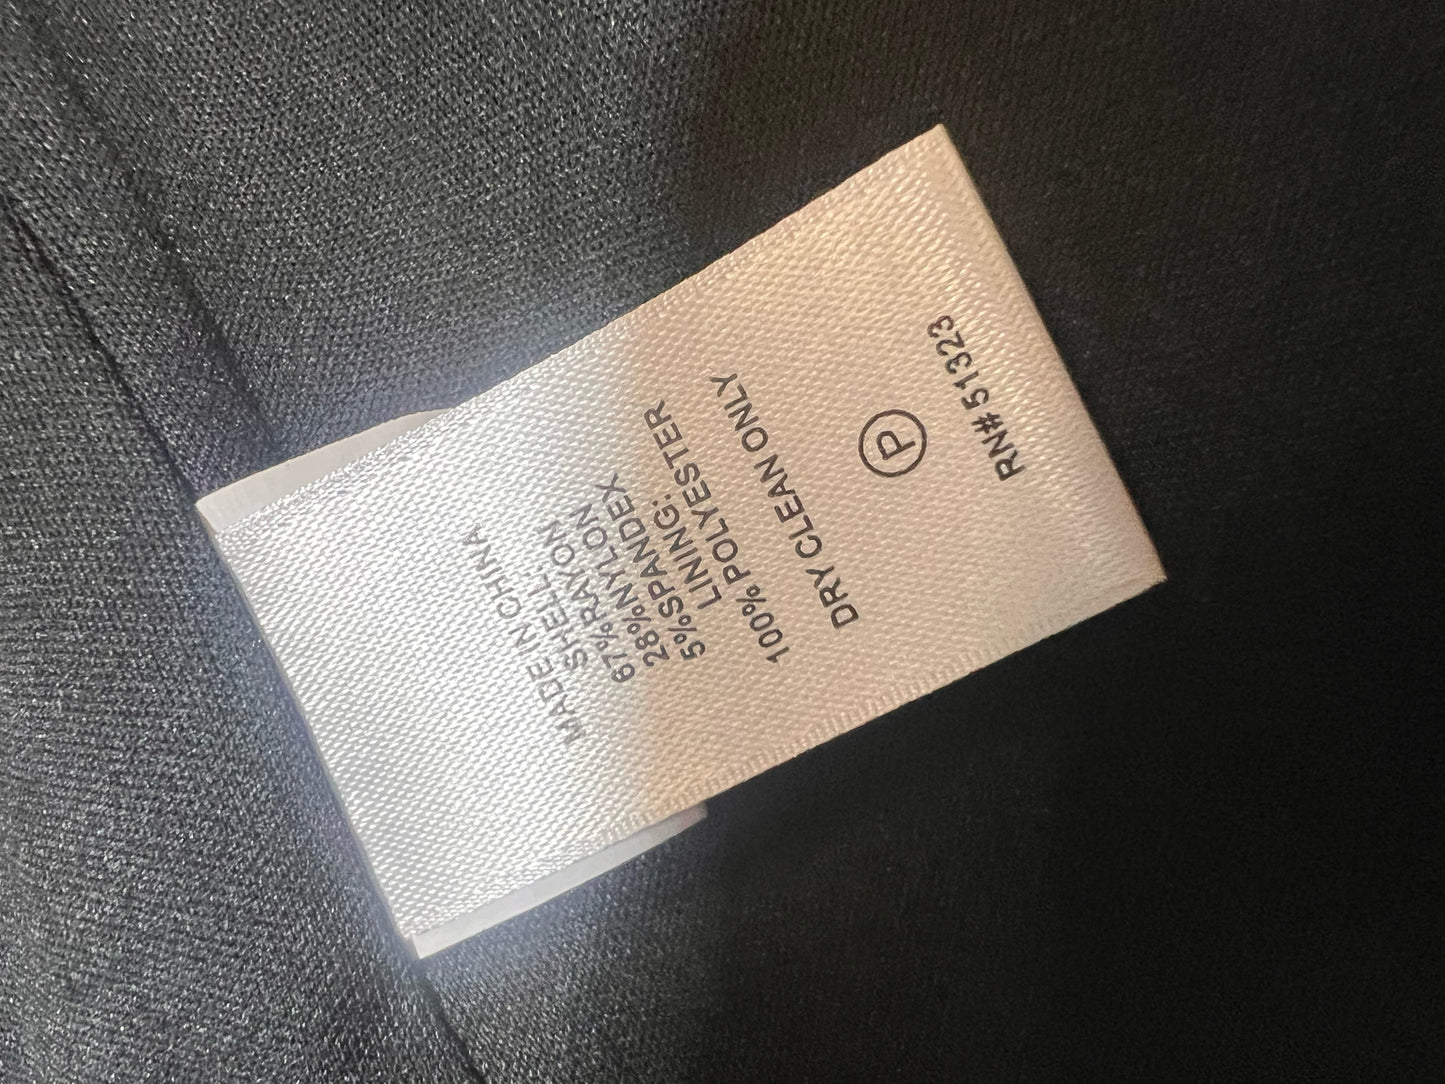 MADE IN CHINA
SHELL:
67%RAYON
28%NYLON
5%SPANDEX
LINING:
100%POLYESTER
DRY CLEAN ONLY
P
RN# 51323